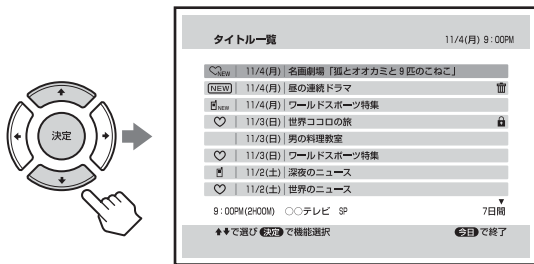 決定
タイトル一覧 11/4(月) 9:00PM
NEW 11/4(月) 名画劇場「狐とオオカミと9匹のこねこ」
NEW 11/4(月) 昼の連続ドラマ
NEW 11/4(月) ワールドスポーツ特集
11/3(日) 世界ココロの旅
11/3(日) 男の料理教室
11/3(日) ワールドスポーツ特集
11/2(土) 深夜のニュース
11/2(土) 世界のニュース
9:00PM(2H00M) ○○テレビ SP 7日間
で選び 決定 で機能選択 今日 で終了